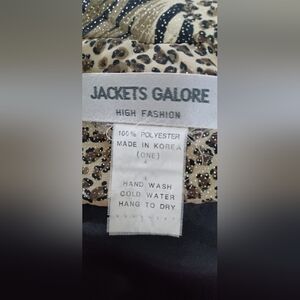 JACKETS GALORE
HIGH FASHION
100% POLYESTER
MADE IN KOREA
(ONE)
HAND WASH
COLD WATER
HANG TO DRY